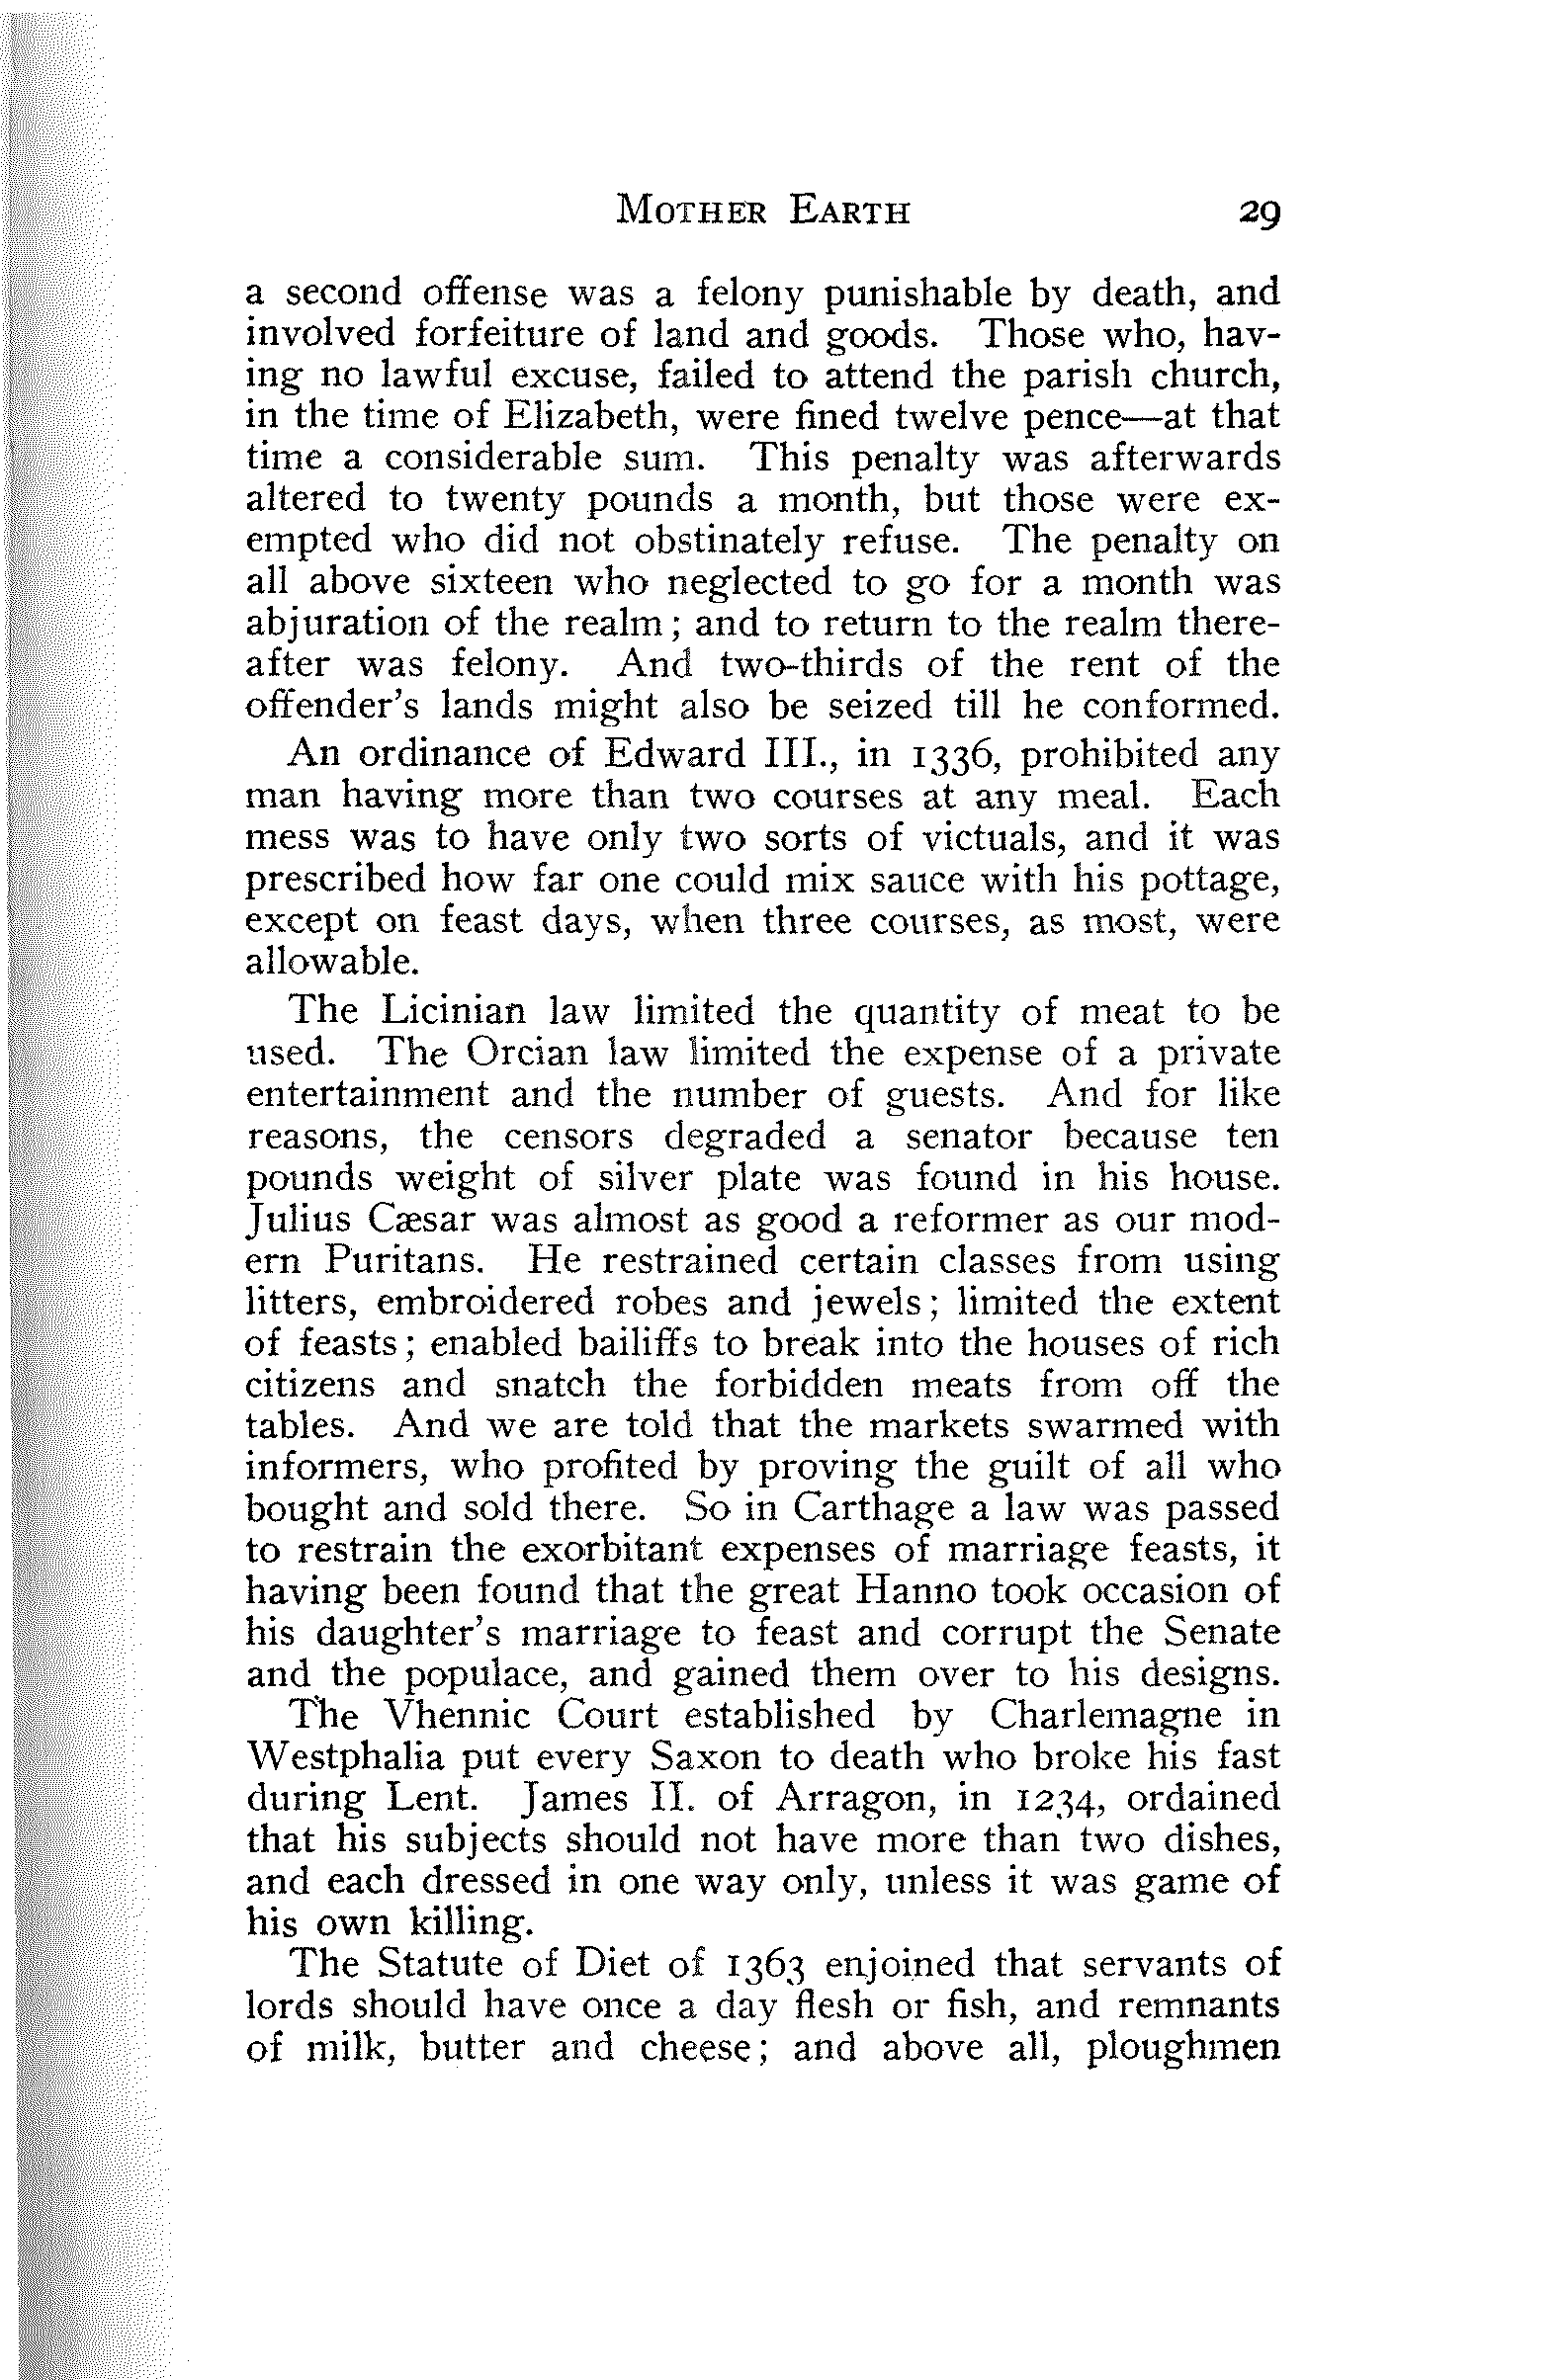 MOTHER EARTH 29
a second offense was a felony punishable by death, and
involved forfeiture of land and goods. Those who, hav-
ing no lawful excuse, failed to attend the parish church,
in the time of Elizabeth, were fined twelve pence—at that
time a considerable sum. This penalty was afterwards
altered to twenty pounds a month, but those were ex-
empted who did not obstinately refuse. The penalty on
all above sixteen who neglected to go for a month was
abjuration of the realm; and to return to the realm there-
after was felony. And two-thirds of the rent of the
offender's lands might also be seized till he conformed.
An ordinance of Edward III., in 1336, prohibited any
man having more than two courses at any meal. Each
mess was to have only two sorts of victuals, and it was
prescribed how far one could mix sauce with his pottage,
except on feast days, when three courses, as most, were
allowable.
The Licinian law limited the quantity of meat to be
used. The Orcian law limited the expense of a private
entertainment and the number of guests. And for like
reasons, the censors degraded a senator because ten
pounds weight of silver plate was found in his house.
Julius Cæsar was almost as good a reformer as our mod-
ern Puritans. He restrained certain classes from using
litters, embroidered robes and jewels; limited the extent
of feasts; enabled bailiffs to break into the houses of rich
citizens and snatch the forbidden meats from off the
tables. And we are told that the markets swarmed with
informers, who profited by proving the guilt of all who
bought and sold there. So in Carthage a law was passed
to restrain the exorbitant expenses of marriage feasts, it
having been found that the great Hanno took occasion of
his daughter's marriage to feast and corrupt the Senate
and the populace, and gained them over to his designs.
The Vhennic Court established by Charlemagne in
Westphalia put every Saxon to death who broke his fast
during Lent. James II. of Arragon, in 1234, ordained
that his subjects should not have more than two dishes,
and each dressed in one way only, unless it was game of
his own killing.
The Statute of Diet of 1363 enjoined that servants of
lords should have once a day flesh or fish, and remnants
of milk, butter and cheese; and above all, ploughmen